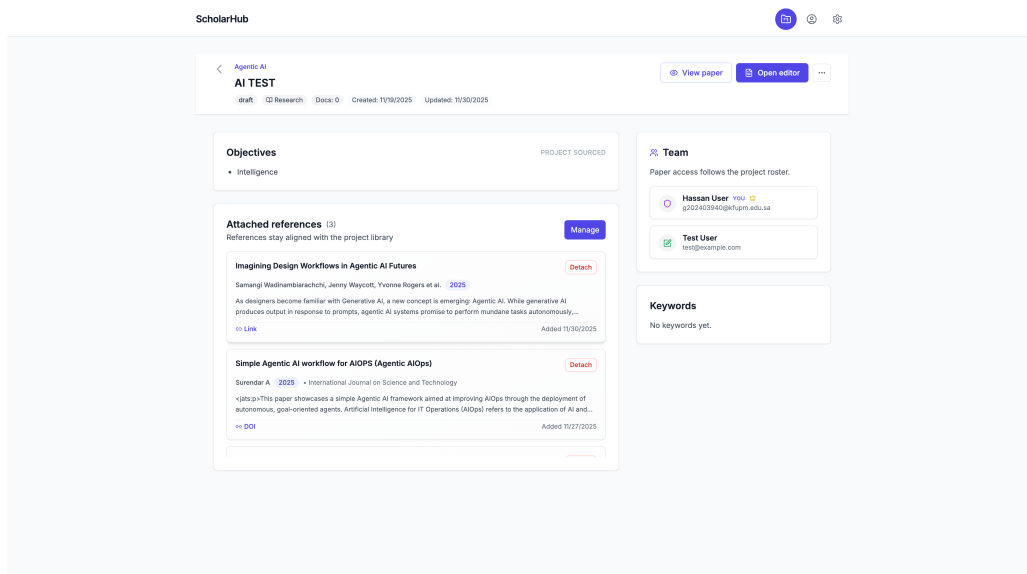 ScholarHub
Agentic AI
AI TEST
View paper
Open editor
...
draft
Research
Docs: 0
Created: 11/19/2025
Updated: 11/30/2025
Objectives
PROJECT SOURCED
• Intelligence
Attached references (3)
References stay aligned with the project library
Manage
Imagining Design Workflows in Agentic AI Futures
Detach
Samangi Wadinambiarachchi, Jenny Waycott, Yvonne Rogers et al. 2025
As designers become familiar with Generative AI, a new concept is emerging: Agentic AI. While generative AI
produces output in response to prompts, agentic AI systems promise to perform mundane tasks autonomously,...
Link
Added 11/30/2025
Simple Agentic AI workflow for AIOPS (Agentic AIOps)
Detach
Surendar A 2025 • International Journal on Science and Technology
<jats:p>This paper showcases a simple Agentic AI framework aimed at improving AIOps through the deployment of
autonomous, goal-oriented agents. Artificial Intelligence for IT Operations (AIOps) refers to the application of AI and...
DOI
Added 11/27/2025
Team
Paper access follows the project roster.
Hassan User YOU
g202403940@kfupm.edu.sa
Test User
test@example.com
Keywords
No keywords yet.